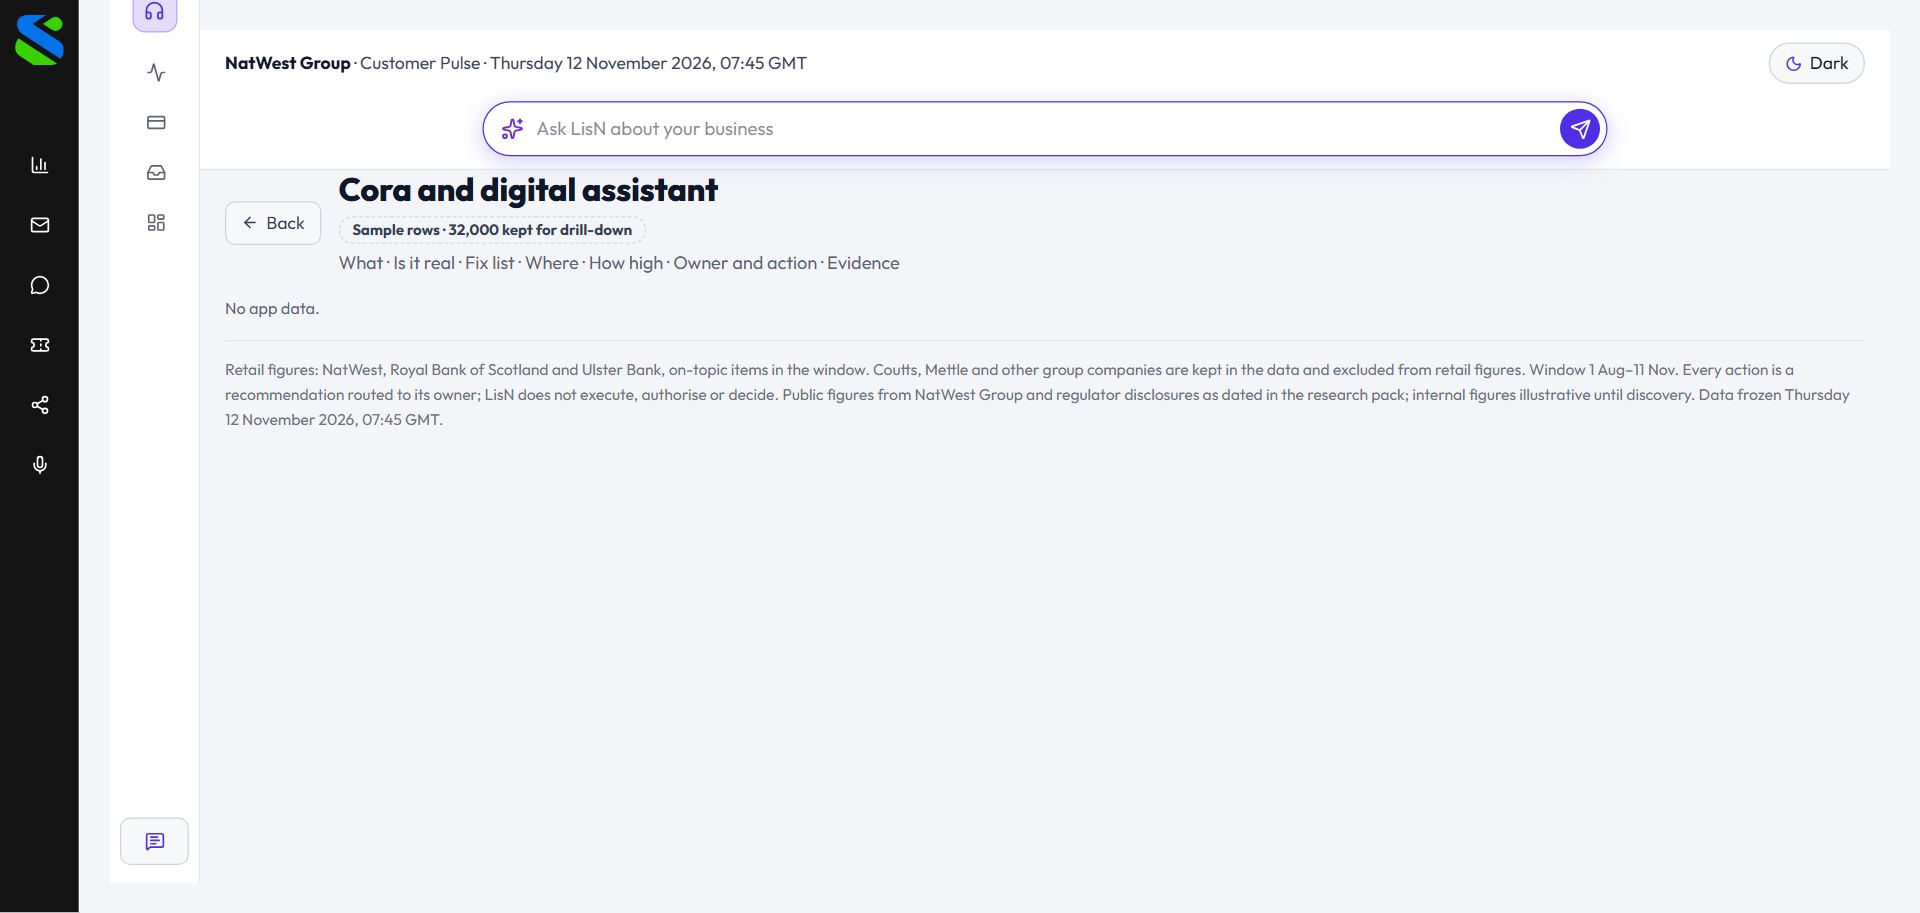 NatWest Group · Customer Pulse · Thursday 12 November 2026, 07:45 GMT
Dark
Ask LisN about your business
Back
Cora and digital assistant
Sample rows · 32,000 kept for drill-down
What · Is it real · Fix list · Where · How high · Owner and action · Evidence
No app data.
Retail figures: NatWest, Royal Bank of Scotland and Ulster Bank, on-topic items in the window. Coutts, Mettle and other group companies are kept in the data and excluded from retail figures. Window 1 Aug–11 Nov. Every action is a
recommendation routed to its owner; LisN does not execute, authorise or decide. Public figures from NatWest Group and regulator disclosures as dated in the research pack; internal figures illustrative until discovery. Data frozen Thursday
12 November 2026, 07:45 GMT.